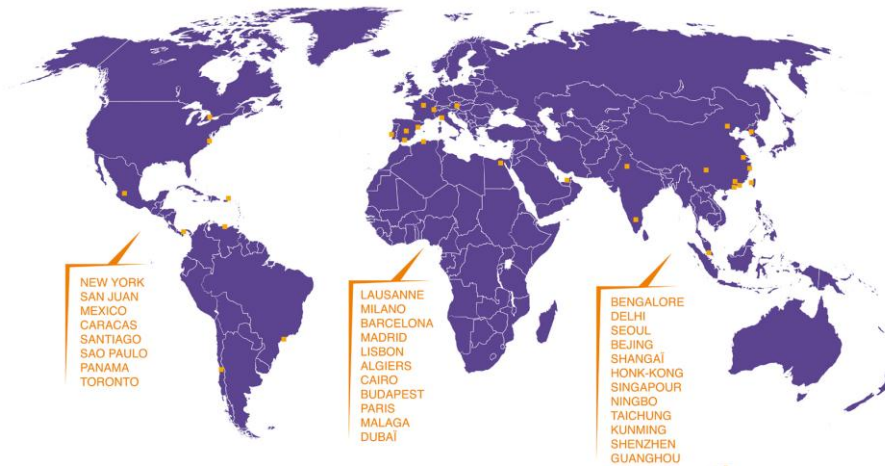 NEW YORK
SAN JUAN
MEXICO
CARACAS
SANTIAGO
SAO PAULO
PANAMA
TORONTO
LAUSANNE
MILANO
BARCELONA
MADRID
LISBON
ALGIERS
CAIRO
BUDAPEST
PARIS
MALAGA
DUBAÏ
BENGALORE
DELHI
SEOUL
BEJING
SHANGAÏ
HONK-KONG
SINGAPOUR
NINGBO
TAICHUNG
KUNMING
SHENZHEN
GUANGHOU